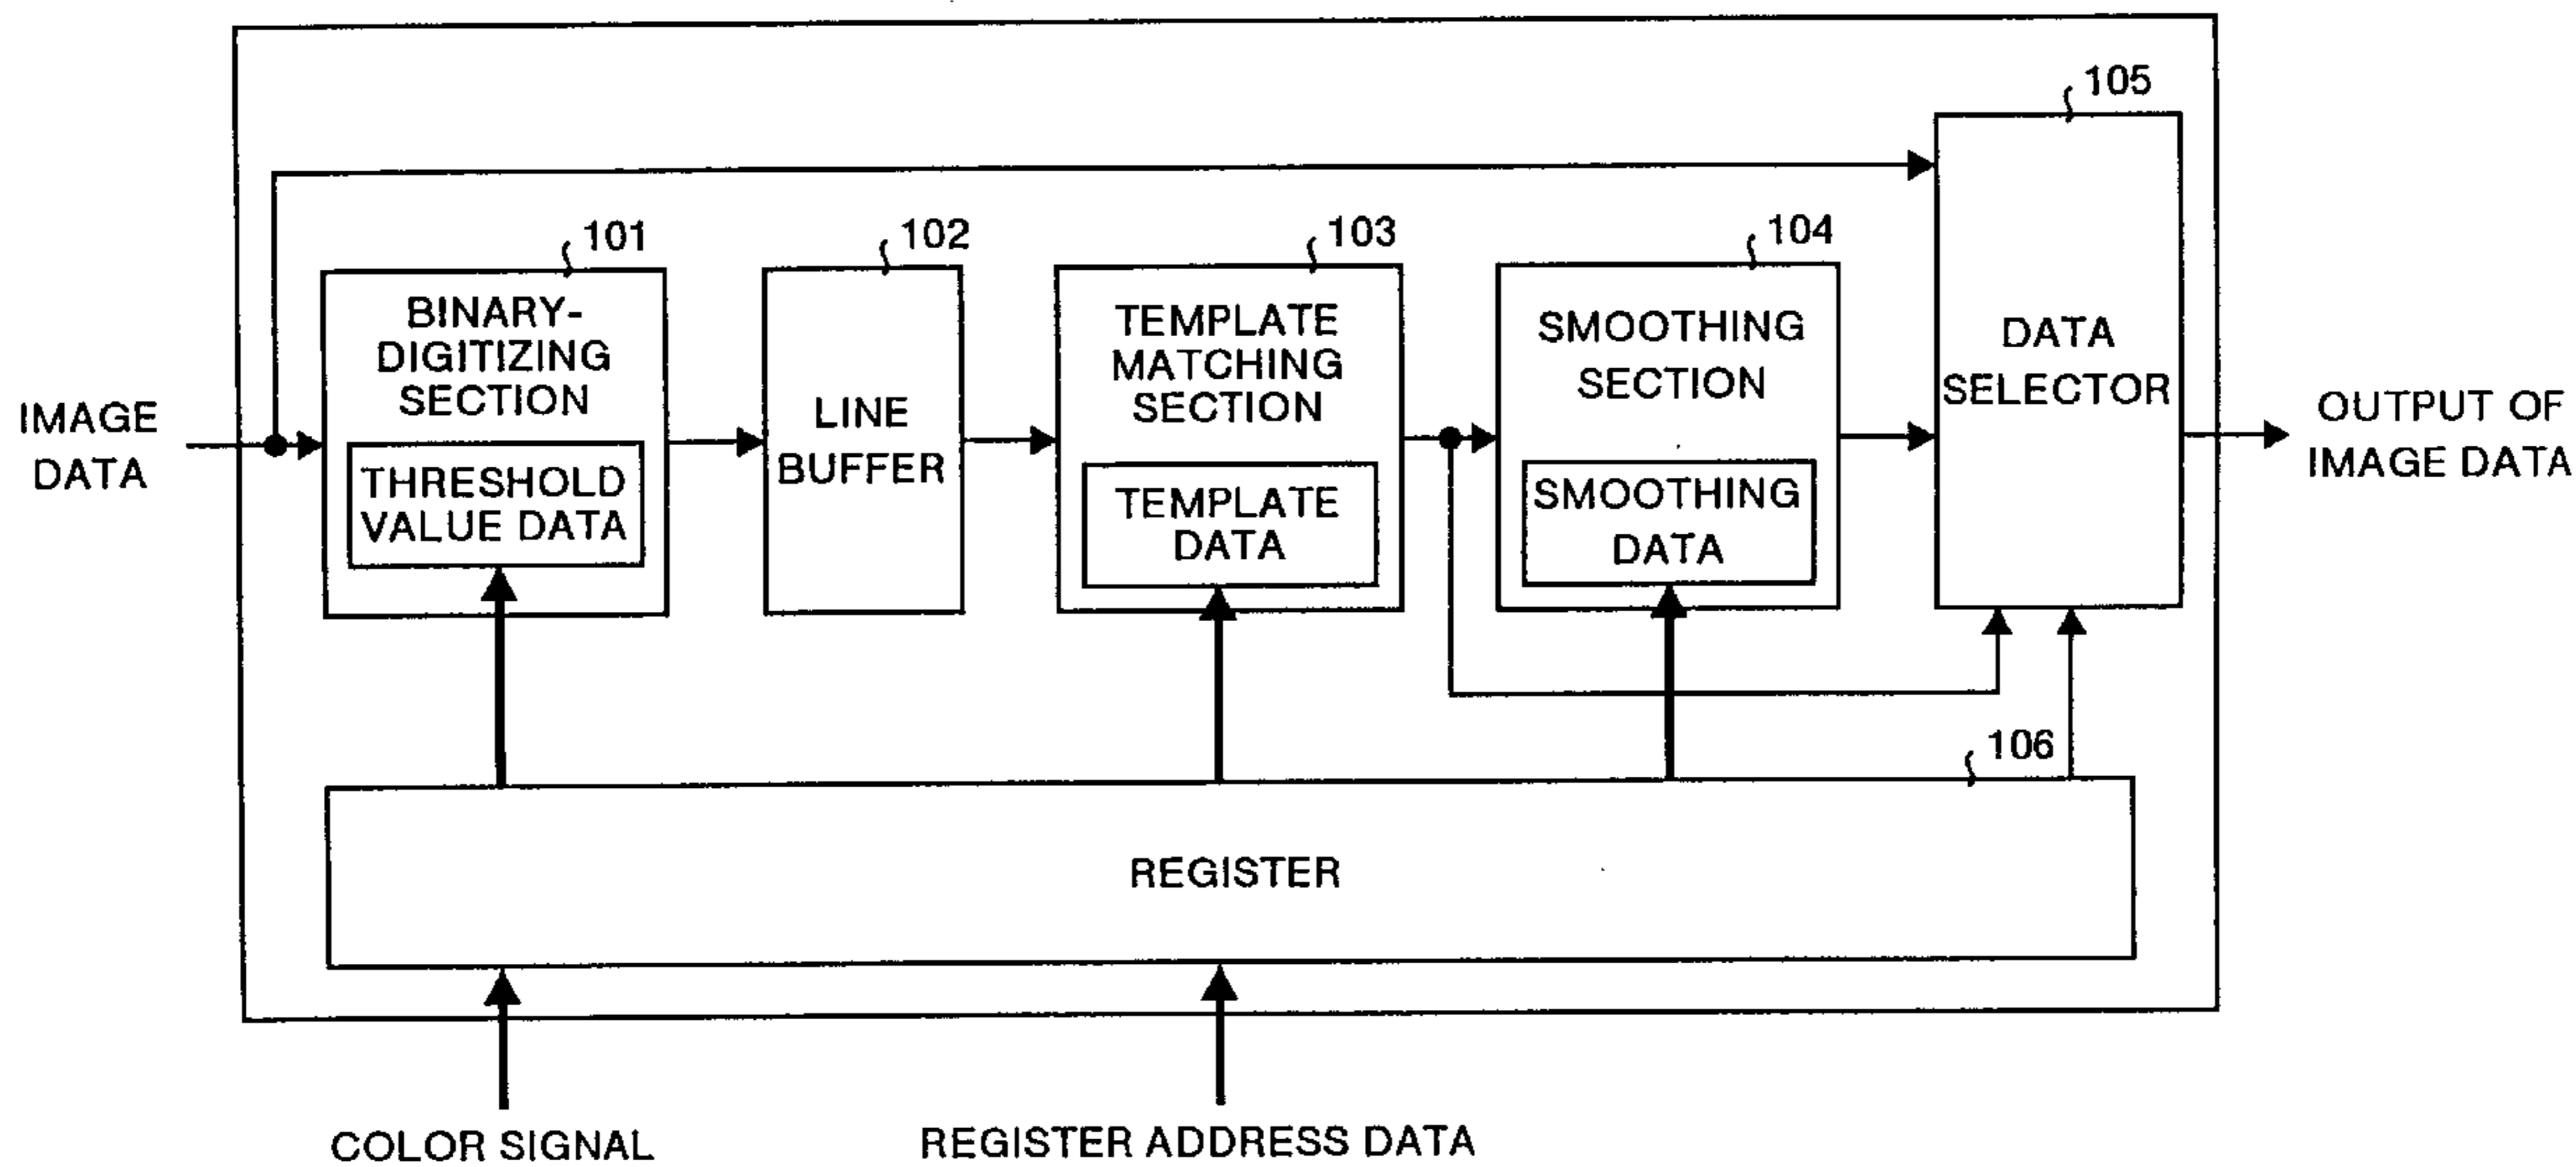 105
101
102
103
104
BINARY-
DIGITIZING
SECTION
THRESHOLD
VALUE DATA
LINE
BUFFER
TEMPLATE
MATCHING
SECTION
TEMPLATE
DATA
SMOOTHING
SECTION
SMOOTHING
DATA
DATA
SELECTOR
IMAGE
DATA
OUTPUT OF
IMAGE DATA
106
REGISTER
COLOR SIGNAL
REGISTER ADDRESS DATA